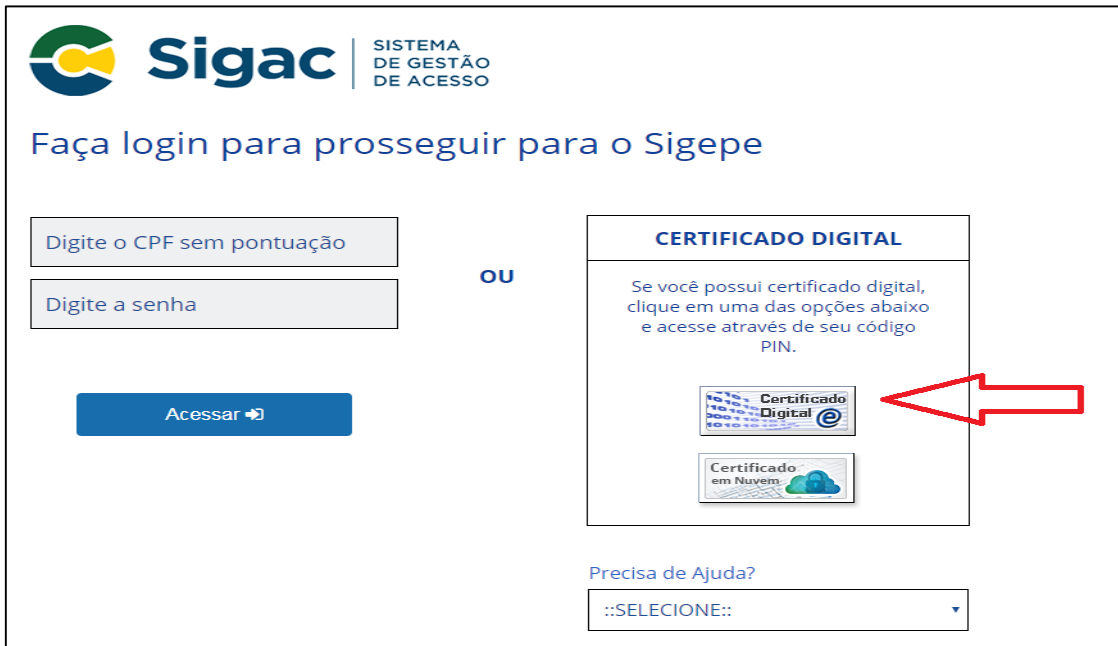 Sigac
SISTEMA
DE GESTÃO
DE ACESSO
Faça login para prosseguir para o Sigepe
Digite o CPF sem pontuação
Digite a senha
Acessar
OU
CERTIFICADO DIGITAL
Se você possui certificado digital,
clique em uma das opções abaixo
e acesse através de seu código
PIN.
Certificado
Digital e
Certificado
em Nuvem
Precisa de Ajuda?
::SELECIONE::